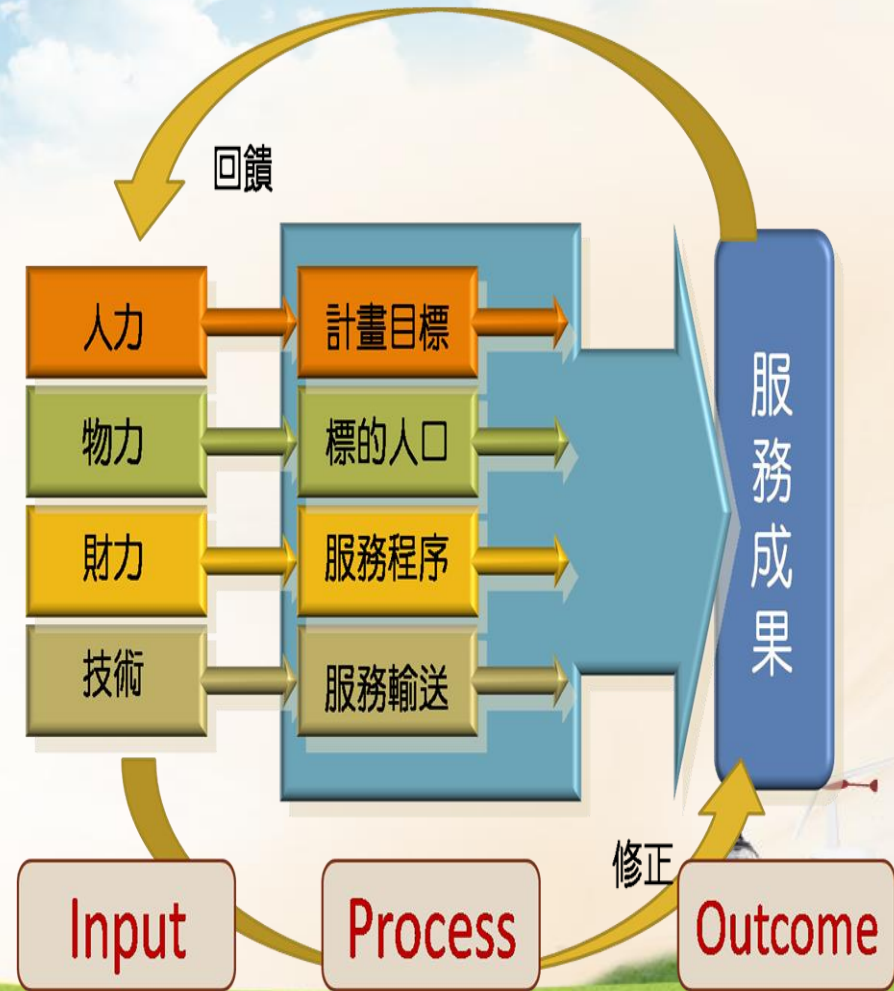 回饋
人力
計畫目標
物力
標的人口
財力
服務程序
技術
服務輸送
服務成果
修正
Input
Process
Outcome